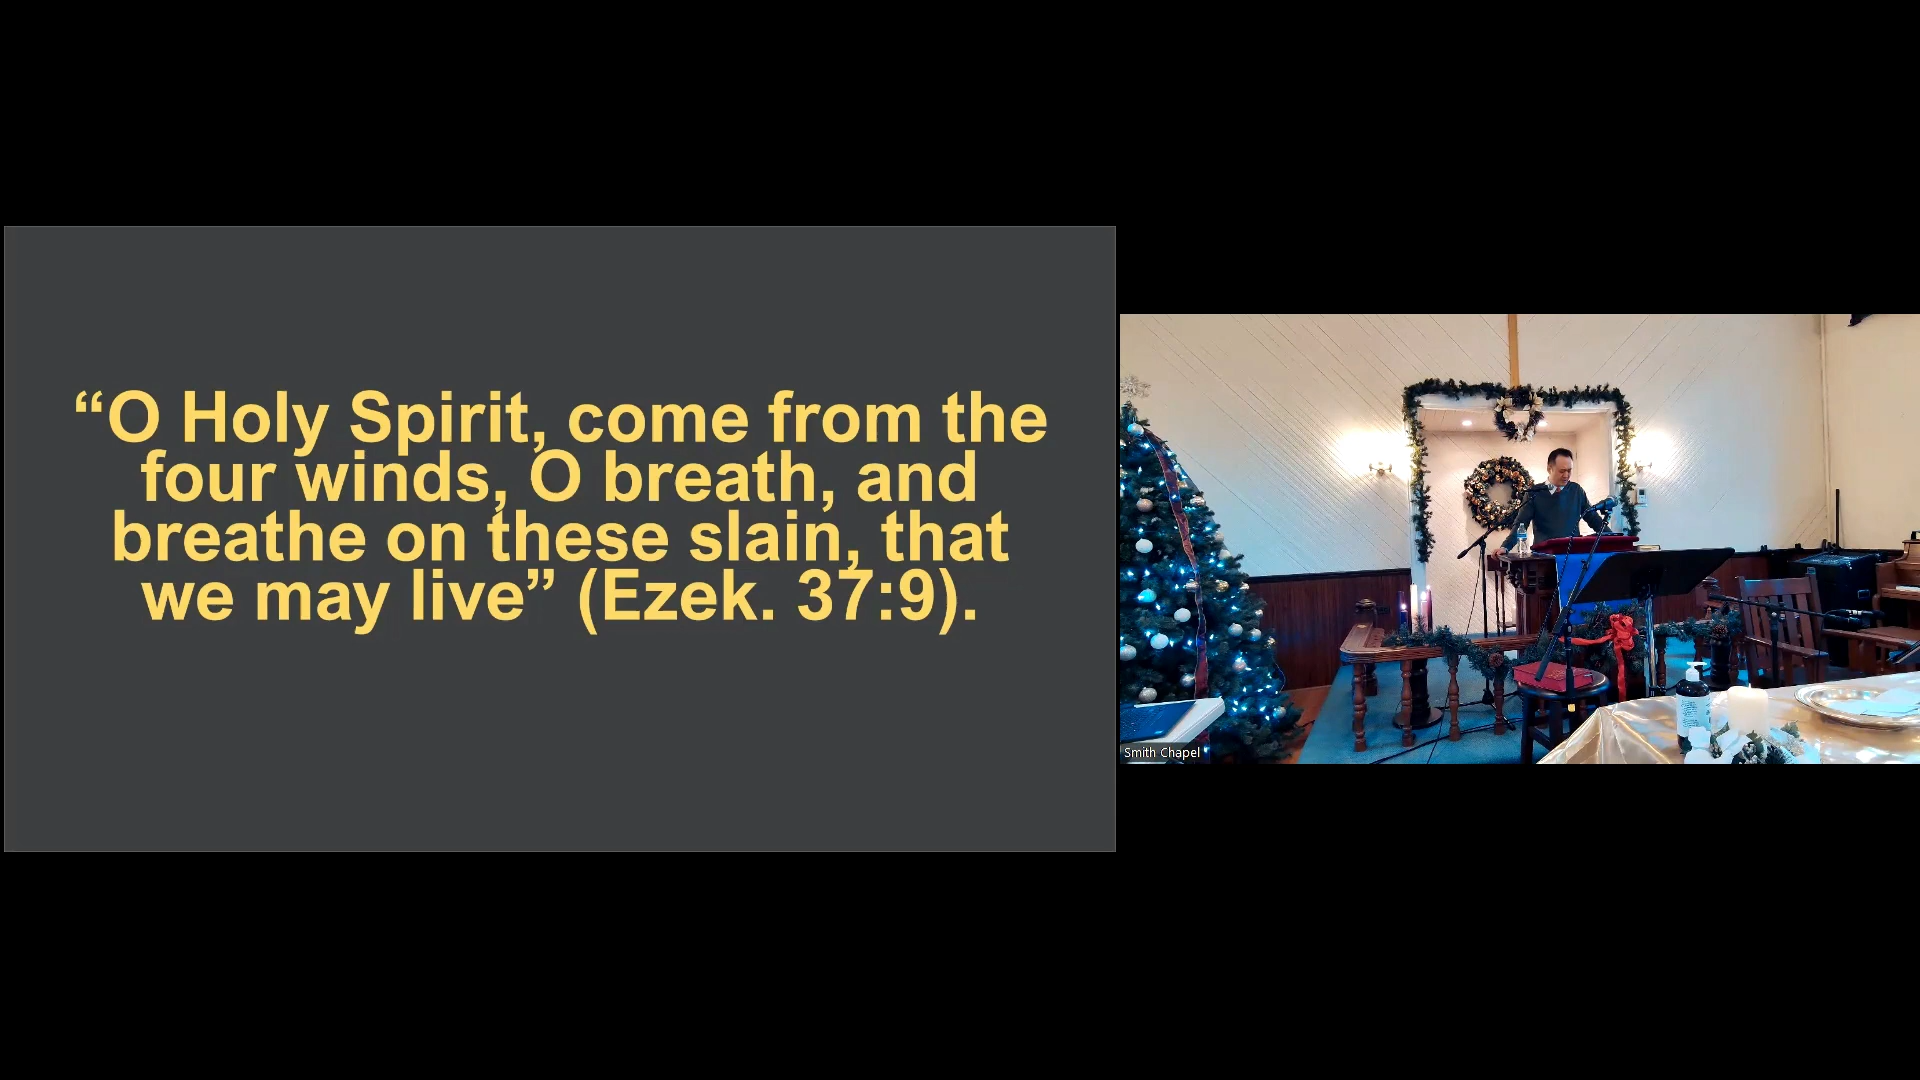 “O Holy Spirit, come from the
four winds, O breath, and
breathe on these slain, that
we may live” (Ezek. 37:9).
Smith Chapel